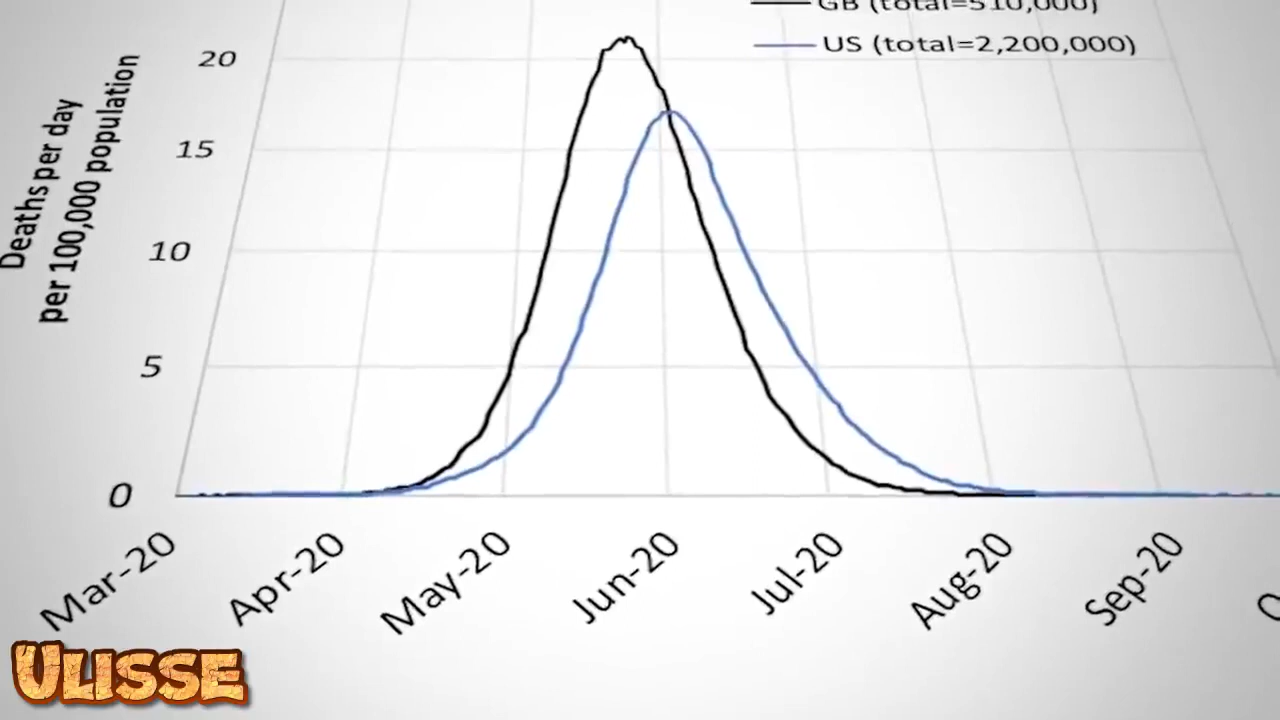 GB (total=510,000)
US (total=2,200,000)
Deaths per day
per 100,000 population
20
15
10
5
0
Mar-20
Apr-20
May-20
Jun-20
Jul-20
Aug-20
Sep-20
ULISSE